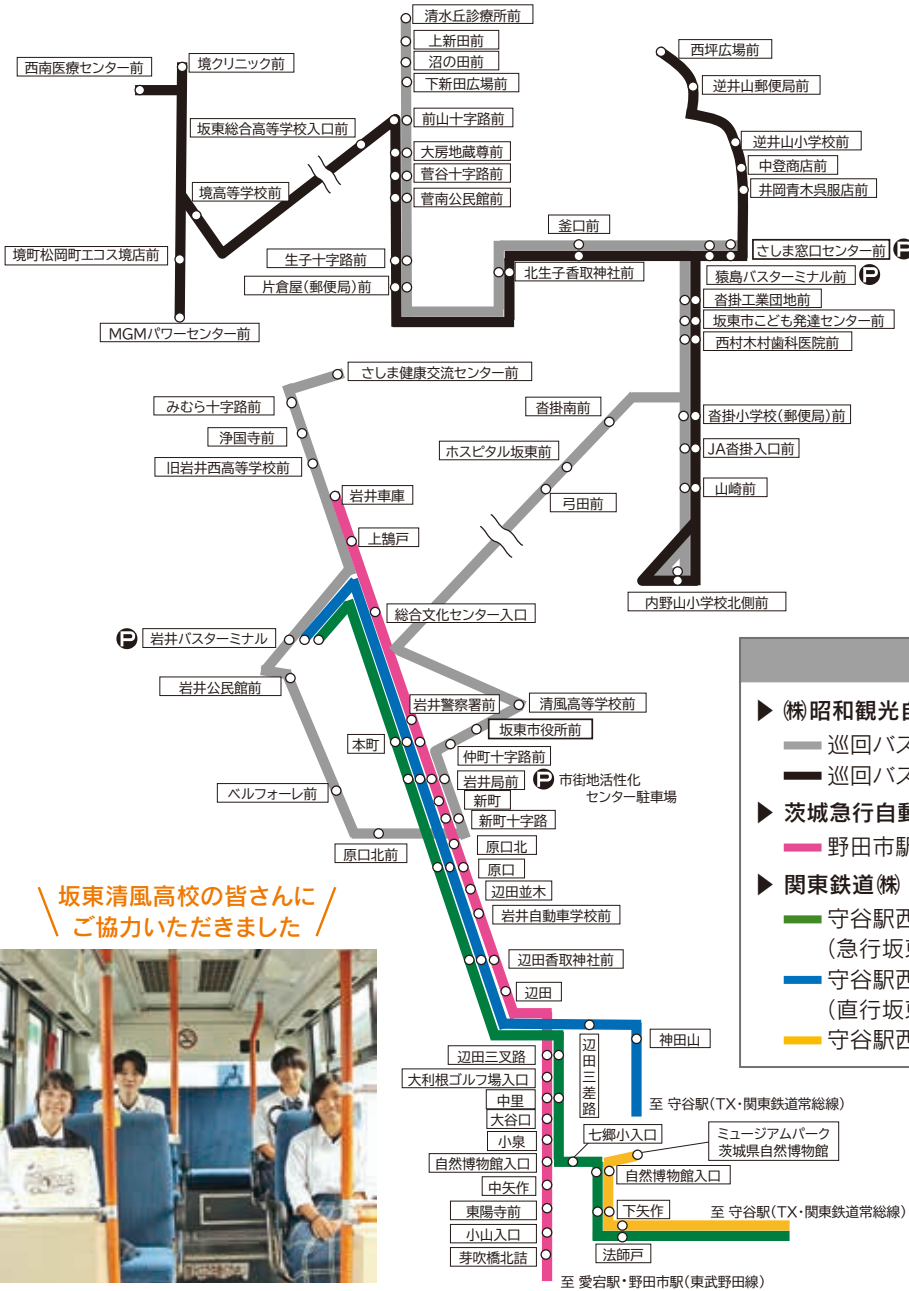 清水丘診療所前
上新田前
沼の田前
下新田広場前
前山十字路前
大房地蔵尊前
菅谷十字路前
菅南公民館前
西南医療センター前
境クリニック前
坂東総合高等学校入口前
境高等学校前
境町松岡町エコス境店前
MGMパワーセンター前
生子十字路前
片倉屋(郵便局)前
西坪広場前
逆井山郵便局前
逆井山小学校前
中登商店前
井岡青木呉服店前
釜口前
北生子香取神社前
さしま窓口センター前 P
猿島バスターミナル前 P
沓掛工業団地前
坂東市こども発達センター前
西村木村歯科医院前
沓掛小学校(郵便局)前
JA沓掛入口前
山崎前
内野山小学校北側前
さしま健康交流センター前
みむら十字路前
浄国寺前
旧岩井西高等学校前
沓掛南前
ホスピタル坂東前
弓田前
岩井車庫
上鵠戸
総合文化センター入口
P 岩井バスターミナル
岩井公民館前
ベルフォーレ前
原口北前
岩井警察署前
清風高等学校前
坂東市役所前
本町
仲町十字路前
岩井局前
P 市街地活性化
センター駐車場
新町
新町十字路
原口北
原口
辺田並木
岩井自動車学校前
辺田香取神社前
辺田
辺田三差路
神田山
至 守谷駅(TX・関東鉄道常総線)
辺田三叉路
大利根ゴルフ場入口
中里
大谷口
小泉
自然博物館入口
中矢作
東陽寺前
小山入口
芽吹橋北詰
至 愛宕駅・野田市駅(東武野田線)
七郷小入口
ミュージアムパーク
茨城県自然博物館
自然博物館入口
下矢作
至 守谷駅(TX・関東鉄道常総線)
法師戸
▶ ㈱昭和観光自
巡回バス
巡回バス
▶ 茨城急行自動
野田市駅
▶ 関東鉄道㈱
守谷駅西
(急行坂東
守谷駅西
(直行坂東
守谷駅西
坂東清風高校の皆さんに
ご協力いただきました